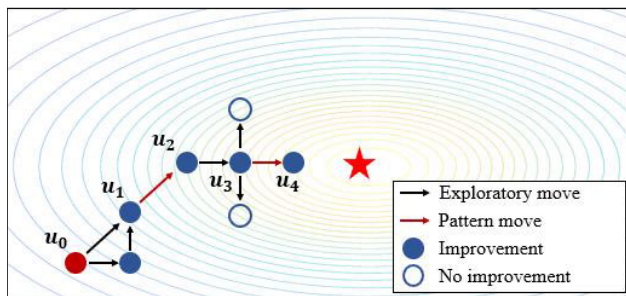 u₂
u₃
u₄
u₁
u₀
Exploratory move
Pattern move
Improvement
No improvement